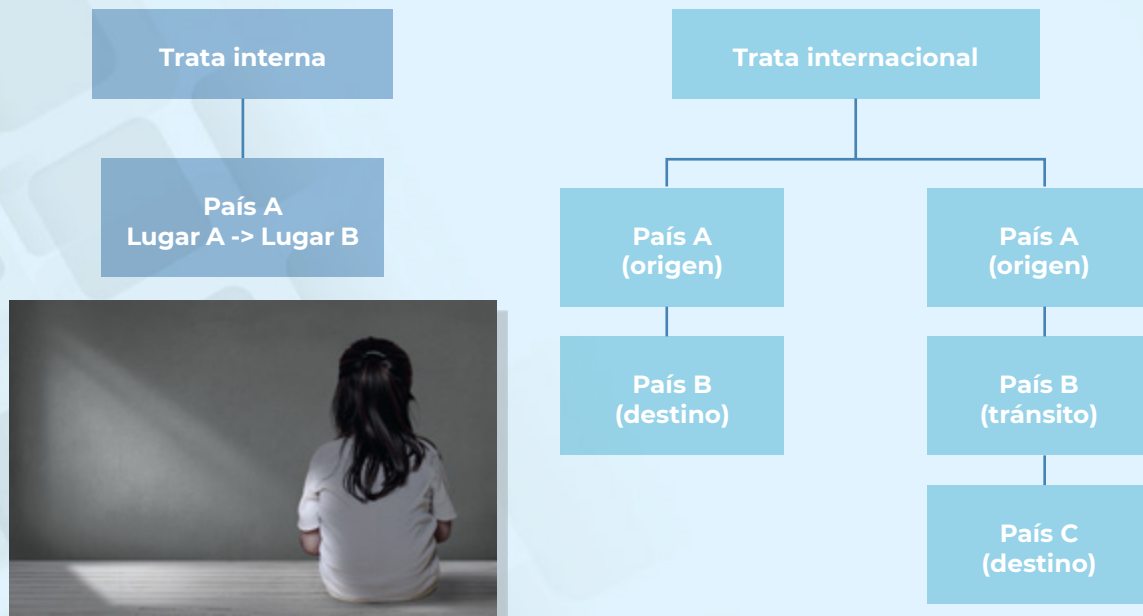 Trata interna
País A
Lugar A -> Lugar B
Trata internacional
País A
(origen)
País B
(destino)
País A
(origen)
País B
(tránsito)
País C
(destino)